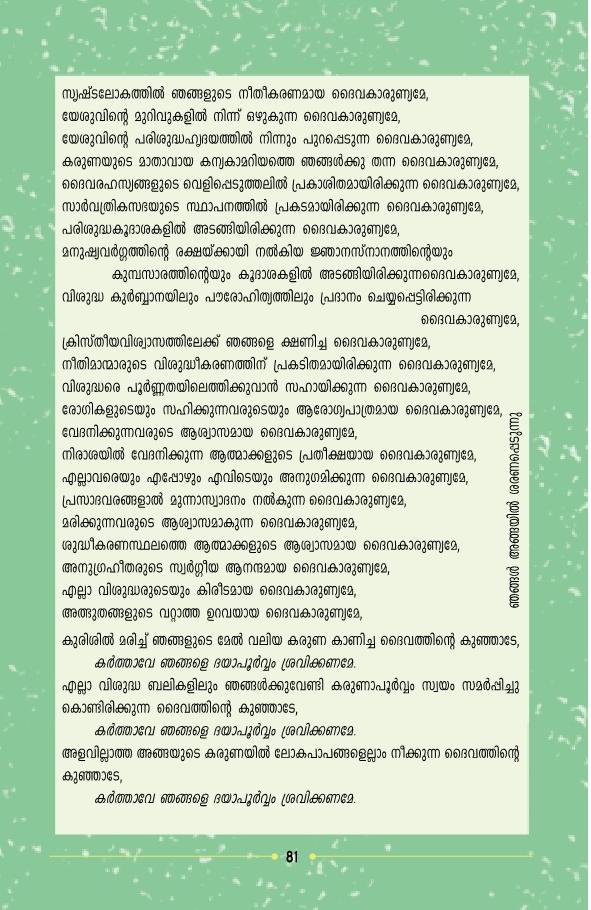 സൃഷ്ടലോകത്തിൽ ഞങ്ങളുടെ നീതീകരണമായ ദൈവകാരുണ്യമേ,
യേശുവിന്റെ മുറിവുകളിൽ നിന്ന് ഒഴുകുന്ന ദൈവകാരുണ്യമേ,
യേശുവിന്റെ പരിശുദ്ധഹൃദയത്തിൽ നിന്നും പുറപ്പെടുന്ന ദൈവകാരുണ്യമേ,
കരുണയുടെ മാതാവായ കന്യകാമറിയത്തെ ഞങ്ങൾക്കു തന്ന ദൈവകാരുണ്യമേ,
ദൈവരഹസ്യങ്ങളുടെ വെളിപ്പെടുത്തലിൽ പ്രകാശിതമായിരിക്കുന്ന ദൈവകാരുണ്യമേ,
സാർവത്രികസഭയുടെ സ്ഥാപനത്തിൽ പ്രകടമായിരിക്കുന്ന ദൈവകാരുണ്യമേ,
പരിശുദ്ധകൂദാശകളിൽ അടങ്ങിയിരിക്കുന്ന ദൈവകാരുണ്യമേ,
മനുഷ്യവർഗ്ഗത്തിന്റെ രക്ഷയ്ക്കായി നൽകിയ ജ്ഞാനസ്നാനത്തിന്റെയും
കുമ്പസാരത്തിന്റെയും കൂദാശകളിൽ അടങ്ങിയിരിക്കുന്നദൈവകാരുണ്യമേ,
വിശുദ്ധ കുർബ്ബാനയിലും പൗരോഹിത്യത്തിലും പ്രദാനം ചെയ്യപ്പെട്ടിരിക്കുന്ന
ദൈവകാരുണ്യമേ,
ക്രിസ്തീയവിശ്വാസത്തിലേക്ക് ഞങ്ങളെ ക്ഷണിച്ച ദൈവകാരുണ്യമേ,
നീതിമാന്മാരുടെ വിശുദ്ധീകരണത്തിന് പ്രകടിതമായിരിക്കുന്ന ദൈവകാരുണ്യമേ,
വിശുദ്ധരെ പൂർണ്ണതയിലെത്തിക്കുവാൻ സഹായിക്കുന്ന ദൈവകാരുണ്യമേ,
രോഗികളുടെയും സഹിക്കുന്നവരുടെയും ആരോഗ്യപാത്രമായ ദൈവകാരുണ്യമേ,
വേദനിക്കുന്നവരുടെ ആശ്വാസമായ ദൈവകാരുണ്യമേ,
നിരാശയിൽ വേദനിക്കുന്ന ആത്മാക്കളുടെ പ്രതീക്ഷയായ ദൈവകാരുണ്യമേ,
എല്ലാവരെയും എപ്പോഴും എവിടെയും അനുഗമിക്കുന്ന ദൈവകാരുണ്യമേ,
പ്രസാദവരങ്ങളാൽ മുന്നാസ്വാദനം നൽകുന്ന ദൈവകാരുണ്യമേ,
മരിക്കുന്നവരുടെ ആശ്വാസമാകുന്ന ദൈവകാരുണ്യമേ,
ശുദ്ധീകരണസ്ഥലത്തെ ആത്മാക്കളുടെ ആശ്വാസമായ ദൈവകാരുണ്യമേ,
അനുഗ്രഹീതരുടെ സ്വർഗ്ഗീയ ആനന്ദമായ ദൈവകാരുണ്യമേ,
എല്ലാ വിശുദ്ധരുടെയും കിരീടമായ ദൈവകാരുണ്യമേ,
അത്ഭുതങ്ങളുടെ വറ്റാത്ത ഉറവയായ ദൈവകാരുണ്യമേ,
ഞങ്ങൾ അങ്ങയിൽ ശരണപ്പെടുന്നു
കുരിശിൽ മരിച്ച് ഞങ്ങളുടെ മേൽ വലിയ കരുണ കാണിച്ച ദൈവത്തിന്റെ കുഞ്ഞാടേ,
കർത്താവേ ഞങ്ങളെ ദയാപൂർവ്വം ശ്രവിക്കണമേ.
എല്ലാ വിശുദ്ധ ബലികളിലും ഞങ്ങൾക്കുവേണ്ടി കരുണാപൂർവ്വം സ്വയം സമർപ്പിച്ചു
കൊണ്ടിരിക്കുന്ന ദൈവത്തിന്റെ കുഞ്ഞാടേ,
കർത്താവേ ഞങ്ങളെ ദയാപൂർവ്വം ശ്രവിക്കണമേ.
അളവില്ലാത്ത അങ്ങയുടെ കരുണയിൽ ലോകപാപങ്ങളെല്ലാം നീക്കുന്ന ദൈവത്തിന്റെ
കുഞ്ഞാടേ,
കർത്താവേ ഞങ്ങളെ ദയാപൂർവ്വം ശ്രവിക്കണമേ.
81